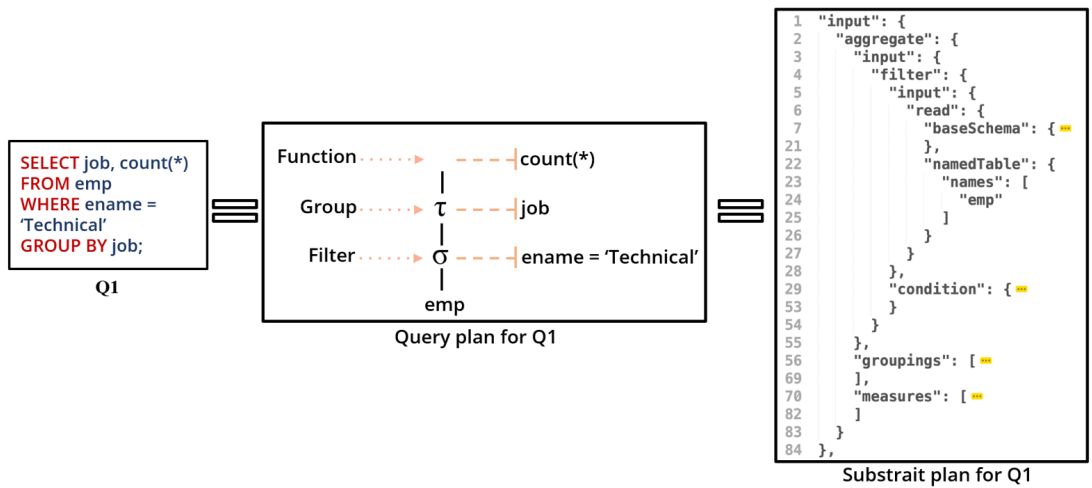 SELECT job, count(*)
FROM emp
WHERE ename =
‘Technical’
GROUP BY job;
Q1
Function
count(*)
Group
τ
job
Filter
σ
ename = ‘Technical’
emp
Query plan for Q1
1 "input": {
2 "aggregate": {
3 "input": {
4 "filter": {
5 "input": {
6 "read": {
7 "baseSchema": { ...
21 },
22 "namedTable": {
23 "names": [
24 "emp"
25 ]
26 }
27 }
28 },
29 "condition": { ...
53 }
54 }
55 },
56 "groupings": [ ...
69 ],
70 "measures": [ ...
82 ]
83 }
84 },
Substrait plan for Q1